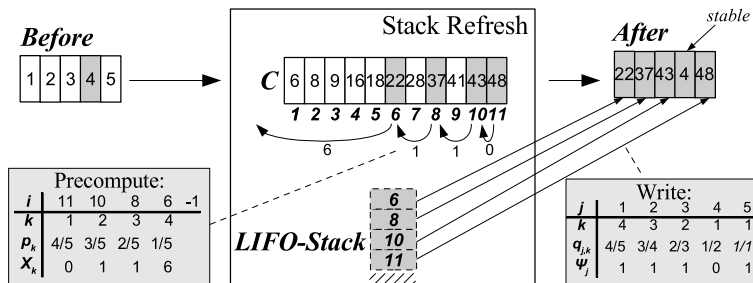 Stack Refresh
stable
Before
After
1 2 3 4 5
C 6 8 9 16 18 22 28 37 41 43 48
22 37 43 4 48
1 2 3 4 5 6 7 8 9 10 11
6 1 1 0
Precompute:
i 11 10 8 6 -1
k 1 2 3 4
p_k 4/5 3/5 2/5 1/5
X_k 0 1 1 6
LIFO-Stack
6
8
10
11
Write:
j 1 2 3 4 5
k 4 3 2 1 1
q_j,k 4/5 3/4 2/3 1/2 1/1
Ψ_j 1 1 1 0 1